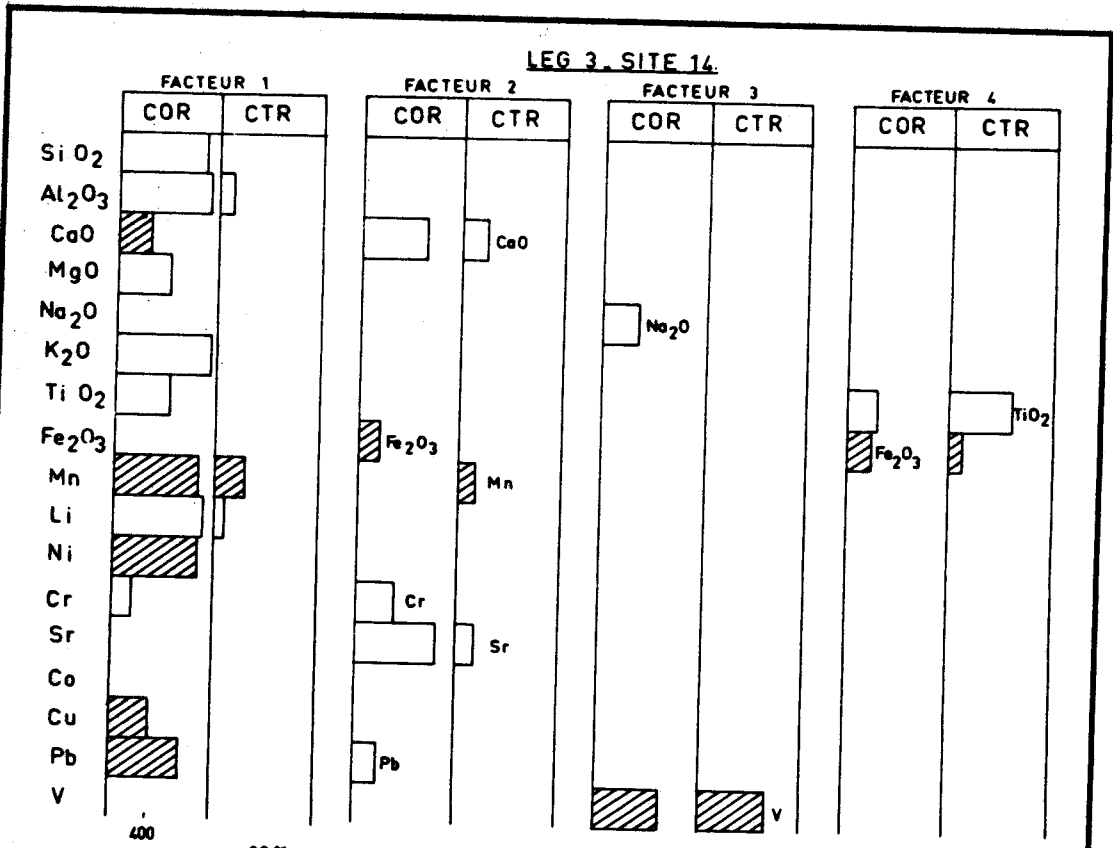 LEG 3_ SITE 14.
FACTEUR 1 FACTEUR 2 FACTEUR 3 FACTEUR 4
COR CTR COR CTR COR CTR COR CTR
SiO2
Al2O3
CaO CaO
MgO
Na2O Na2O
K2O
TiO2 TiO2
Fe2O3 Fe2O3 Fe2O3
Mn Mn
Li
Ni
Cr Cr
Sr Sr
Co
Cu
Pb Pb
V V
400